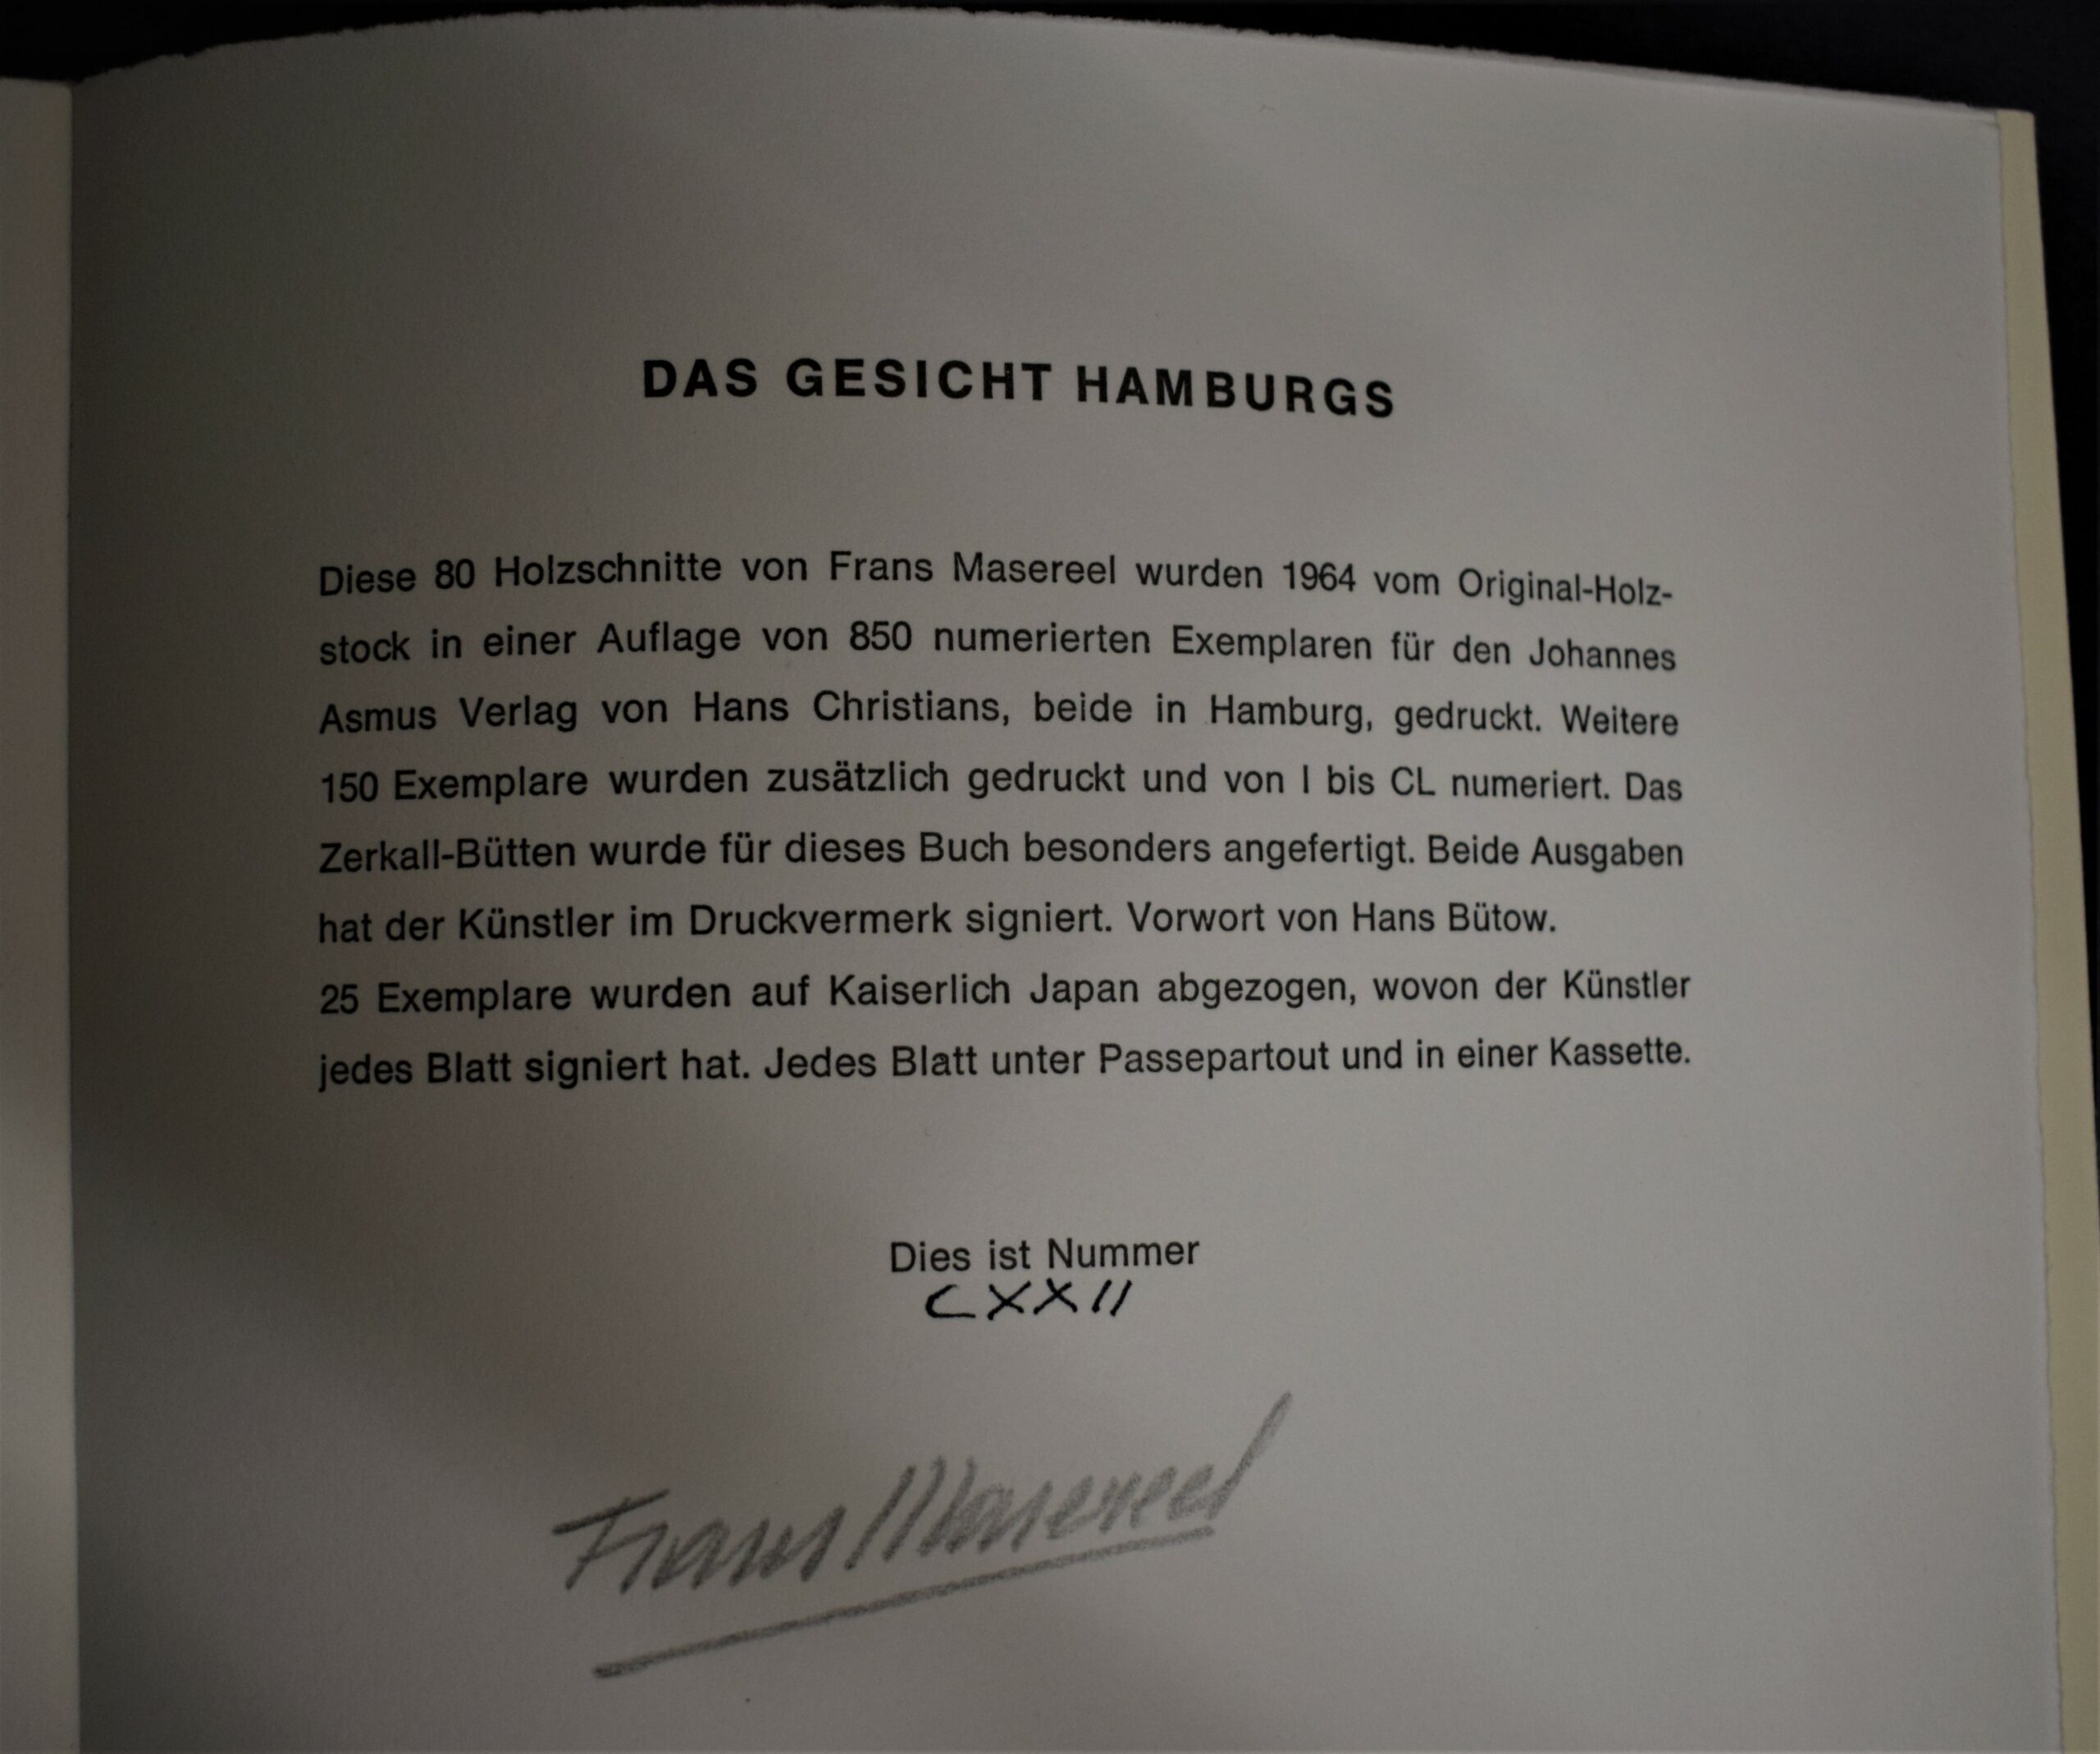 DAS GESICHT HAMBURGS
Diese 80 Holzschnitte von Frans Masereel wurden 1964 vom Original-Holz-
stock in einer Auflage von 850 numerierten Exemplaren für den Johannes
Asmus Verlag von Hans Christians, beide in Hamburg, gedruckt. Weitere
150 Exemplare wurden zusätzlich gedruckt und von I bis CL numeriert. Das
Zerkall-Bütten wurde für dieses Buch besonders angefertigt. Beide Ausgaben
hat der Künstler im Druckvermerk signiert. Vorwort von Hans Bütow.
25 Exemplare wurden auf Kaiserlich Japan abgezogen, wovon der Künstler
jedes Blatt signiert hat. Jedes Blatt unter Passepartout und in einer Kassette.
Dies ist Nummer
CXXII
Frans Masereel